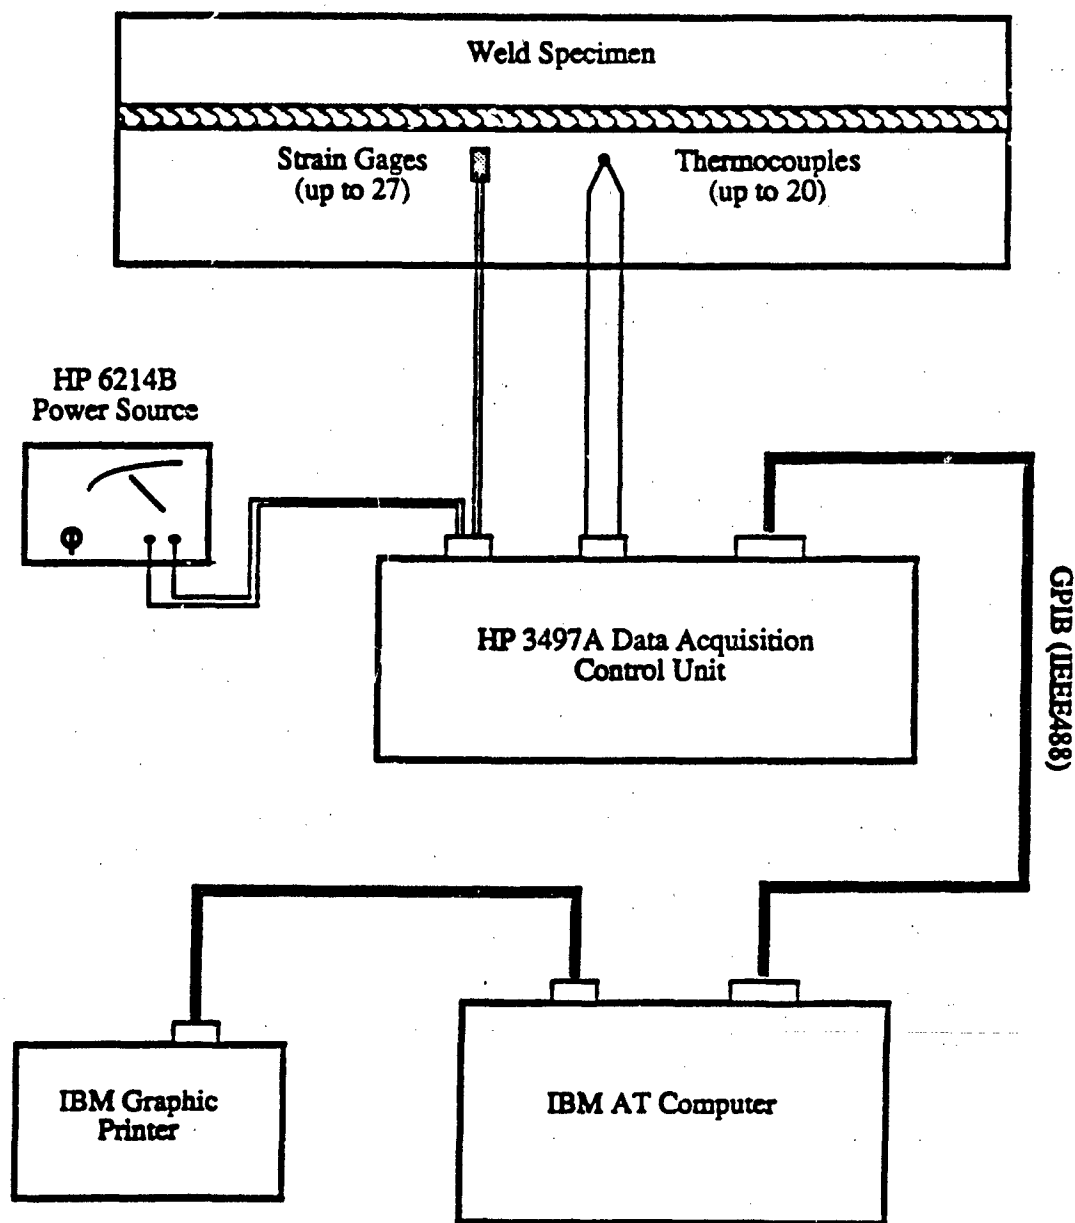 Weld Specimen
Strain Gages
(up to 27)
Thermocouples
(up to 20)
HP 6214B
Power Source
HP 3497A Data Acquisition
Control Unit
GPIB (IEEE488)
IBM Graphic
Printer
IBM AT Computer